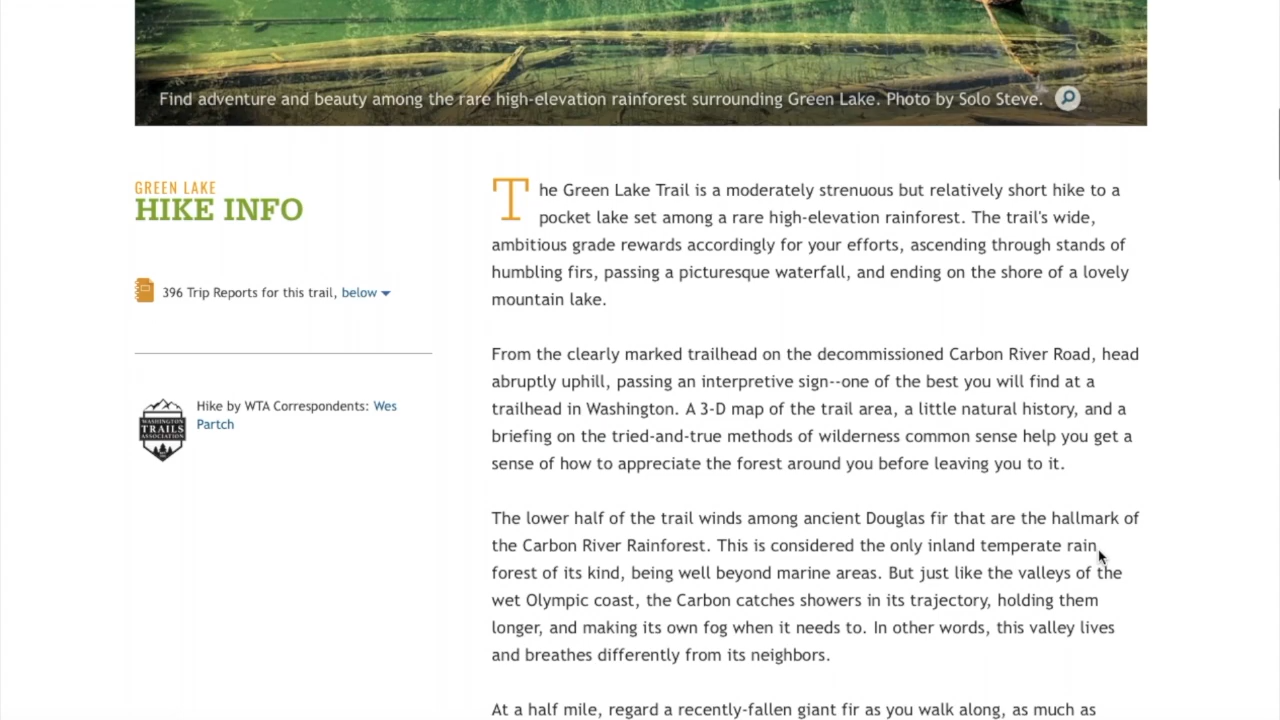 Find adventure and beauty among the rare high-elevation rainforest surrounding Green Lake. Photo by Solo Steve.
GREEN LAKE
HIKE INFO
396 Trip Reports for this trail, below
WASHINGTON
TRAILS
ASSOCIATION
Hike by WTA Correspondents: Wes
Partch
The Green Lake Trail is a moderately strenuous but relatively short hike to a
pocket lake set among a rare high-elevation rainforest. The trail's wide,
ambitious grade rewards accordingly for your efforts, ascending through stands of
humbling firs, passing a picturesque waterfall, and ending on the shore of a lovely
mountain lake.
From the clearly marked trailhead on the decommissioned Carbon River Road, head
abruptly uphill, passing an interpretive sign--one of the best you will find at a
trailhead in Washington. A 3-D map of the trail area, a little natural history, and a
briefing on the tried-and-true methods of wilderness common sense help you get a
sense of how to appreciate the forest around you before leaving you to it.
The lower half of the trail winds among ancient Douglas fir that are the hallmark of
the Carbon River Rainforest. This is considered the only inland temperate rain
forest of its kind, being well beyond marine areas. But just like the valleys of the
wet Olympic coast, the Carbon catches showers in its trajectory, holding them
longer, and making its own fog when it needs to. In other words, this valley lives
and breathes differently from its neighbors.
At a half mile, regard a recently-fallen giant fir as you walk along, as much as